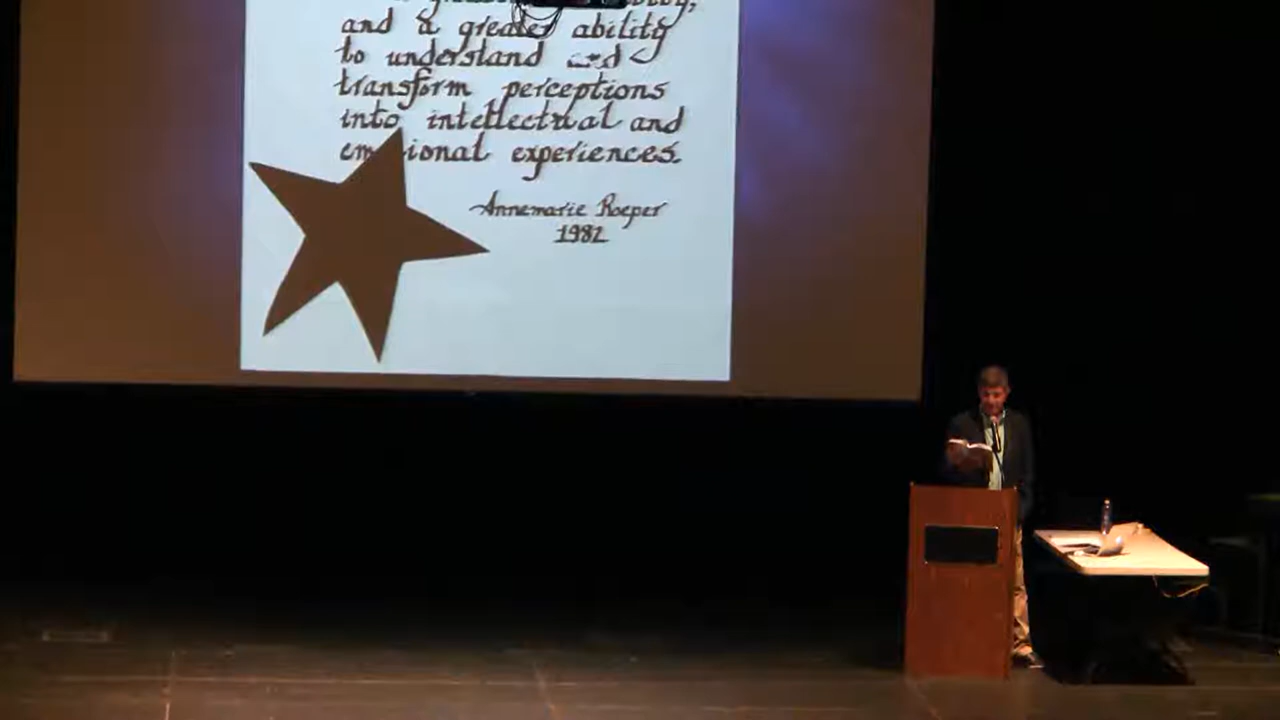 and a greater ability
to understand and
transform perceptions
into intellectual and
emotional experiences.
Annemarie Roeper
1982